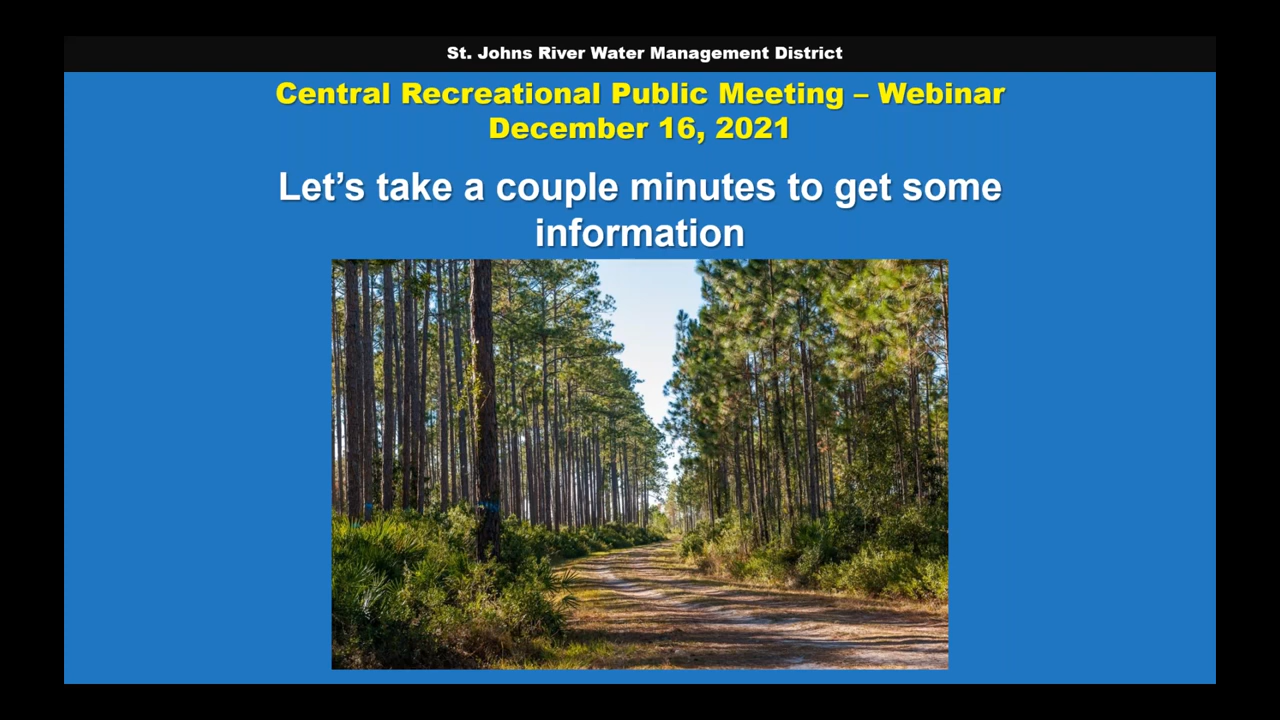 St. Johns River Water Management District
Central Recreational Public Meeting – Webinar
December 16, 2021
Let’s take a couple minutes to get some
information